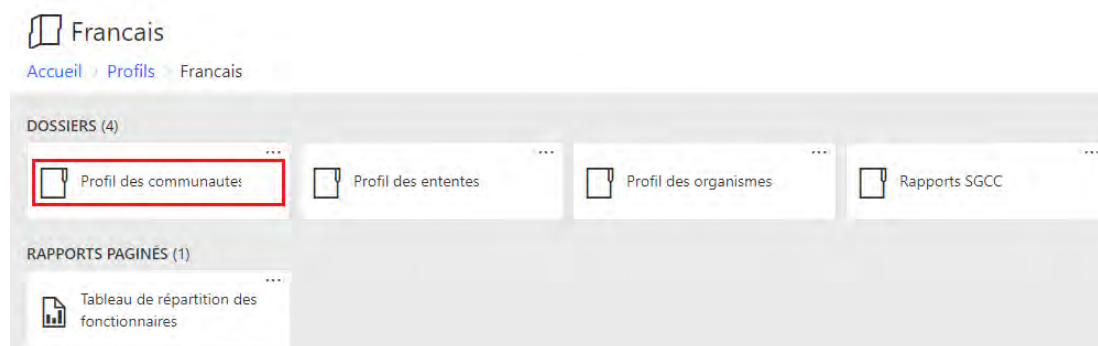 Francais
Accueil Profils Francais
DOSSIERS (4)
Profil des communautes
Profil des ententes
Profil des organismes
Rapports SGCC
RAPPORTS PAGINÉS (1)
Tableau de répartition des
fonctionnaires